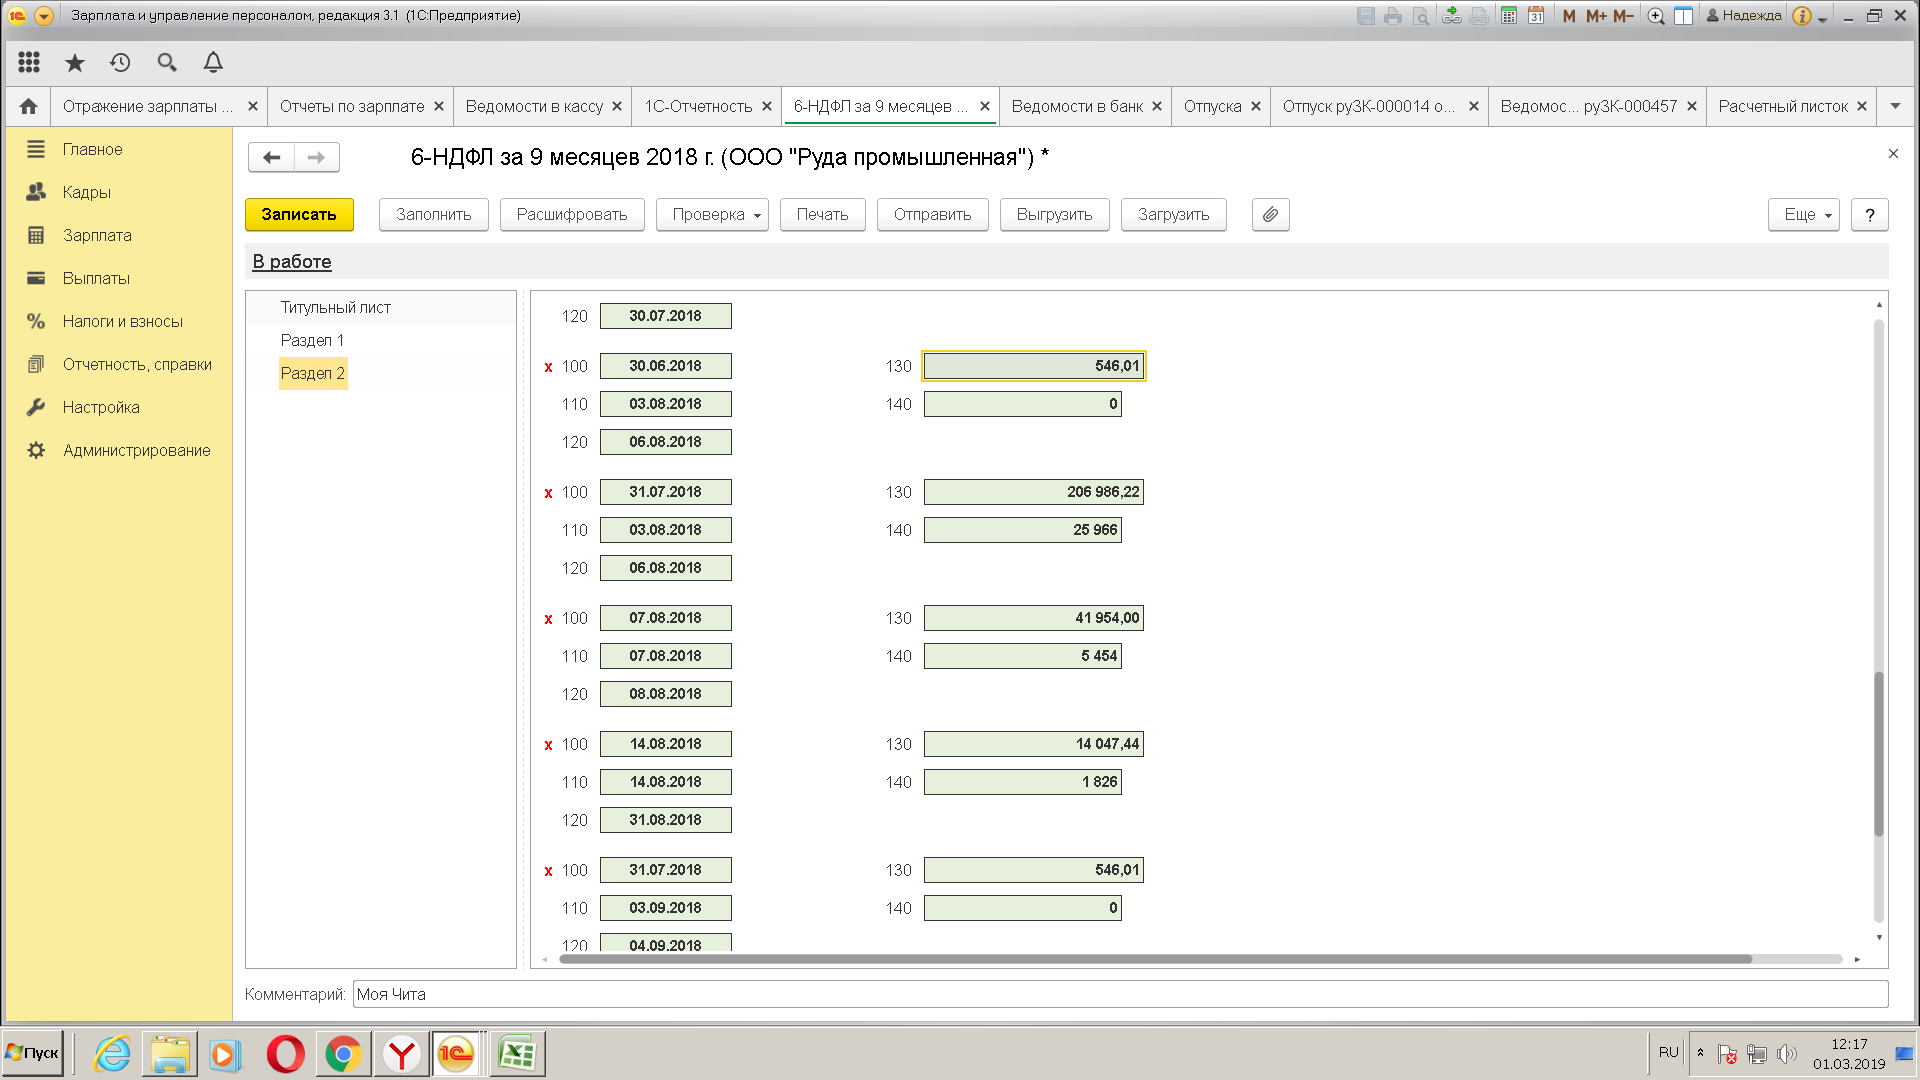 Зарплата и управление персоналом, редакция 3.1 (1С:Предприятие)
31 M M+ M- Надежда
Отражение зарплаты ... Отчеты по зарплате Ведомости в кассу 1С-Отчетность 6-НДФЛ за 9 месяцев ... Ведомости в банк Отпуска Отпуск руЗК-000014 о... Ведомос... руЗК-000457 Расчетный листок
Главное
Кадры
Зарплата
Выплаты
Налоги и взносы
Отчетность, справки
Настройка
Администрирование
6-НДФЛ за 9 месяцев 2018 г. (ООО "Руда промышленная") *
Записать Заполнить Расшифровать Проверка Печать Отправить Выгрузить Загрузить Еще ?
В работе
Титульный лист
Раздел 1
Раздел 2
120 30.07.2018
x 100 30.06.2018 130 546,01
110 03.08.2018 140 0
120 06.08.2018
x 100 31.07.2018 130 206 986,22
110 03.08.2018 140 25 966
120 06.08.2018
x 100 07.08.2018 130 41 954,00
110 07.08.2018 140 5 454
120 08.08.2018
x 100 14.08.2018 130 14 047,44
110 14.08.2018 140 1 826
120 31.08.2018
x 100 31.07.2018 130 546,01
110 03.09.2018 140 0
120 04.09.2018
Комментарий: Моя Чита
Пуск
RU
12:17
01.03.2019